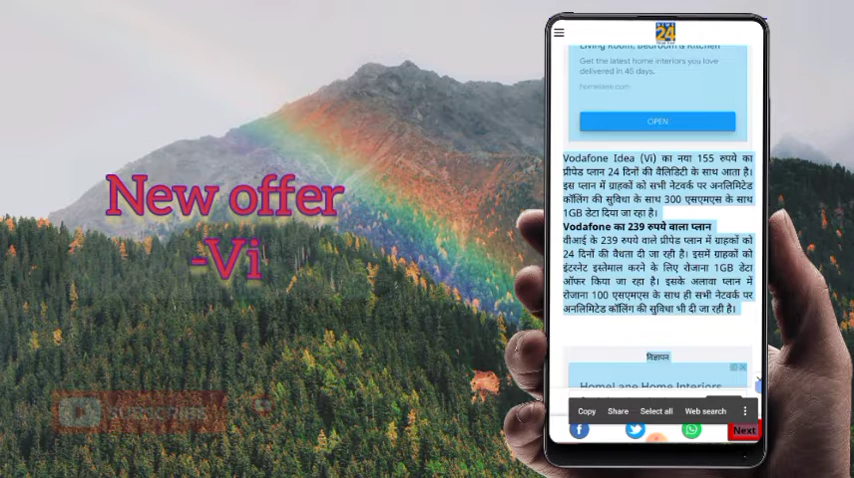 New offer
-Vi
SUBSCRIBE
NEWS
24
Living Room, Bedroom & Kitchen
Get the latest home interiors you love
delivered in 45 days.
homelane.com
OPEN
Vodafone Idea (Vi) का नया 155 रुपये का
प्रीपेड प्लान 24 दिनों की वैलिडिटी के साथ आता है।
इस प्लान में ग्राहकों को सभी नेटवर्क पर अनलिमिटेड
कॉलिंग की सुविधा के साथ 300 एसएमएस के साथ
1GB डेटा दिया जा रहा है।
Vodafone का 239 रुपये वाला प्लान
वीआई के 239 रुपये वाले प्रीपेड प्लान में ग्राहकों को
24 दिनों की वैधता दी जा रही है। इसमें ग्राहकों को
इंटरनेट इस्तेमाल करने के लिए रोजाना 1GB डेटा
ऑफर किया जा रहा है। इसके अलावा प्लान में
रोजाना 100 एसएमएस के साथ ही सभी नेटवर्क पर
अनलिमिटेड कॉलिंग की सुविधा भी दी जा रही है।
विज्ञापन
HomeLane Home Interiors
Copy Share Select all Web search
Next